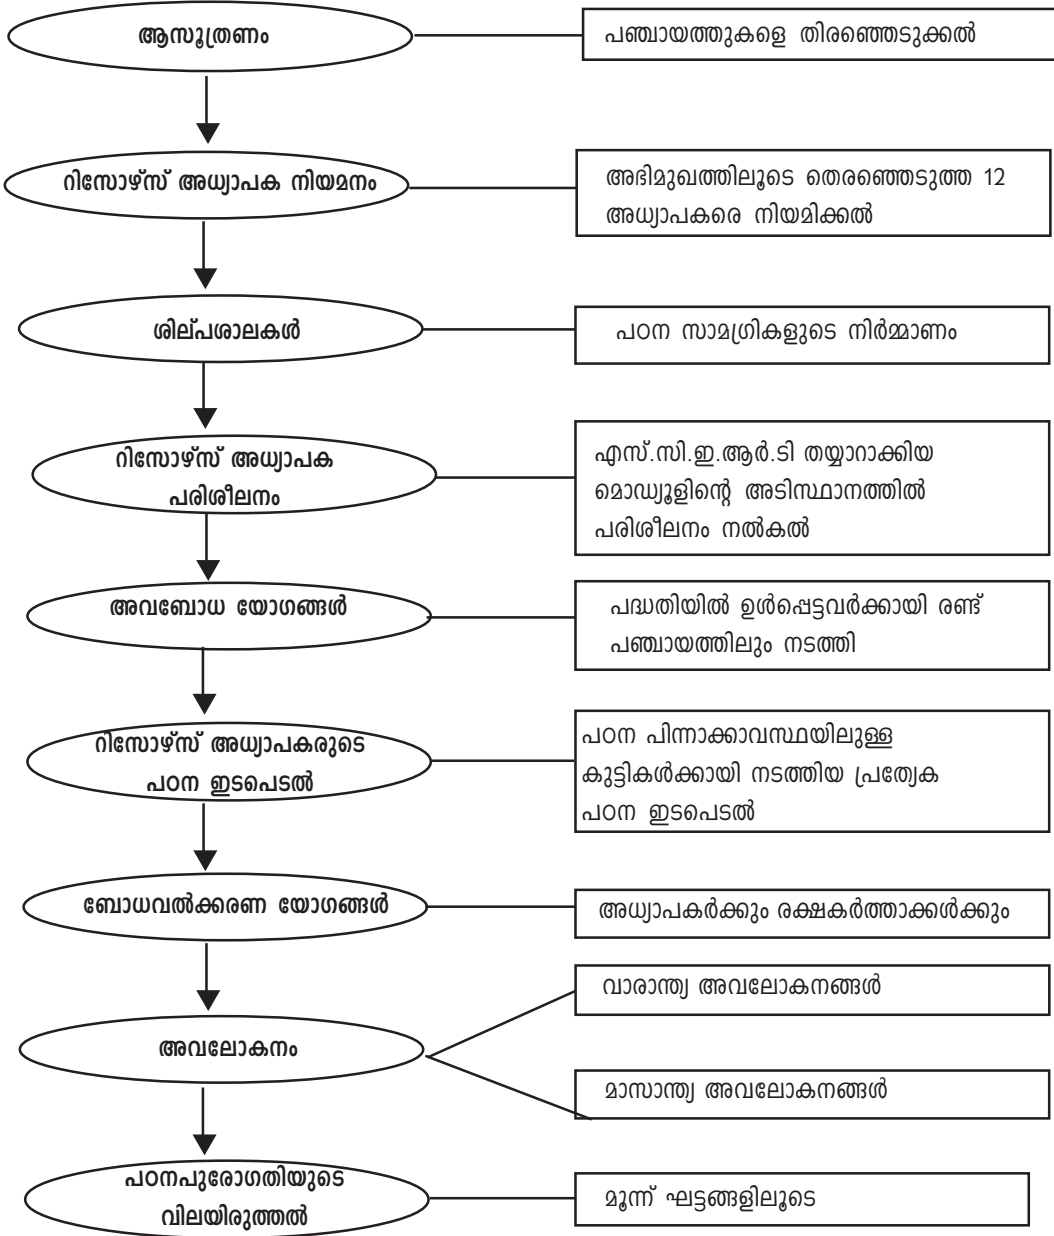 ആസൂത്രണം
പഞ്ചായത്തുകളെ തിരഞ്ഞെടുക്കൽ
റിസോഴ്സ് അധ്യാപക നിയമനം
അഭിമുഖത്തിലൂടെ തെരഞ്ഞെടുത്ത 12
അധ്യാപകരെ നിയമിക്കൽ
ശില്പശാലകൾ
പഠന സാമഗ്രികളുടെ നിർമ്മാണം
റിസോഴ്സ് അധ്യാപക
പരിശീലനം
എസ്.സി.ഇ.ആർ.ടി തയ്യാറാക്കിയ
മൊഡ്യൂളിന്റെ അടിസ്ഥാനത്തിൽ
പരിശീലനം നൽകൽ
അവബോധ യോഗങ്ങൾ
പദ്ധതിയിൽ ഉൾപ്പെട്ടവർക്കായി രണ്ട്
പഞ്ചായത്തിലും നടത്തി
റിസോഴ്സ് അധ്യാപകരുടെ
പഠന ഇടപെടൽ
പഠന പിന്നാക്കാവസ്ഥയിലുള്ള
കുട്ടികൾക്കായി നടത്തിയ പ്രത്യേക
പഠന ഇടപെടൽ
ബോധവൽക്കരണ യോഗങ്ങൾ
അധ്യാപകർക്കും രക്ഷകർത്താക്കൾക്കും
അവലോകനം
വാരാന്ത്യ അവലോകനങ്ങൾ
മാസാന്ത്യ അവലോകനങ്ങൾ
പഠനപുരോഗതിയുടെ
വിലയിരുത്തൽ
മൂന്ന് ഘട്ടങ്ങളിലൂടെ